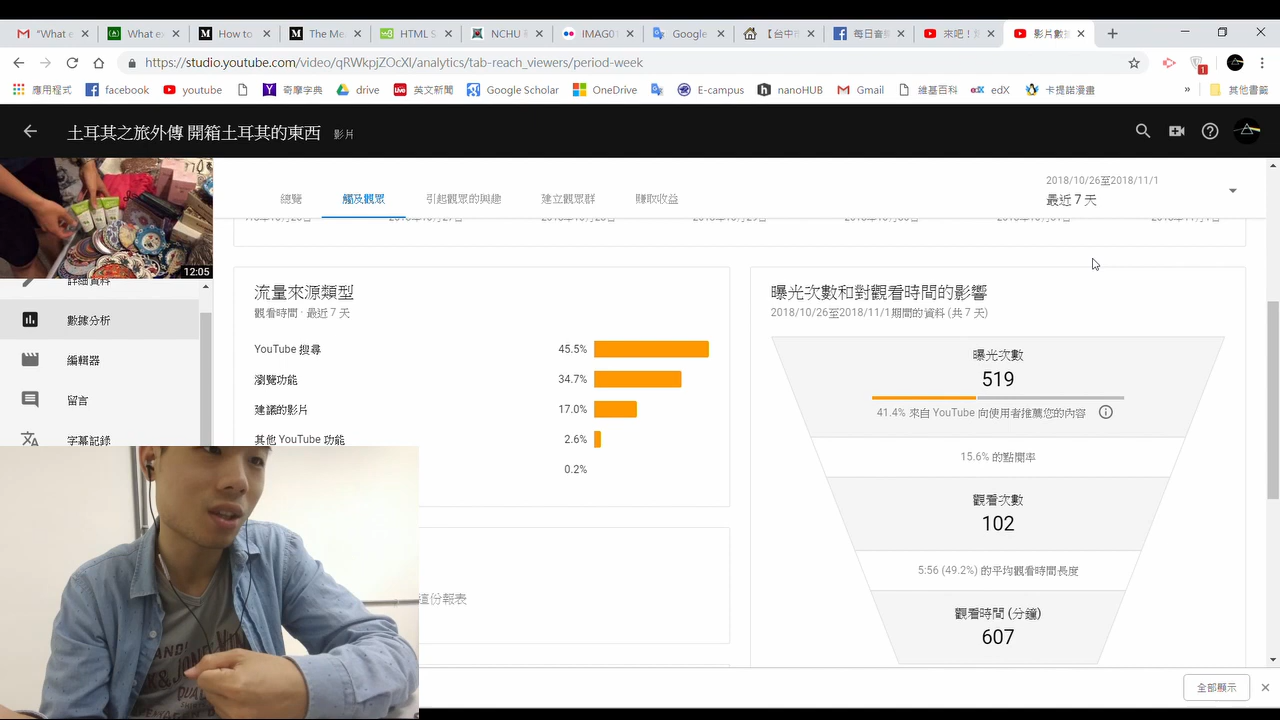 "What e
What ex
How to
The Me
HTML S
NCHU
IMAG01
Google
【台中
每日音
來吧！
影片數
https://studio.youtube.com/video/qRWkpjZOcXI/analytics/tab-reach_viewers/period-week
應用程式
facebook
youtube
奇摩字典
drive
英文新聞
Google Scholar
OneDrive
E-campus
nanoHUB
Gmail
維基百科
edX
卡提諾漫畫
»
其他書籤
土耳其之旅外傳 開箱土耳其的東西 影片
12:05
總覽
觸及觀眾
引起觀眾的興趣
建立觀眾群
賺取收益
2018/10/26至2018/11/1
最近 7 天
詳細資料
數據分析
編輯器
留言
字幕記錄
流量來源類型
觀看時間 · 最近 7 天
YouTube 搜尋 45.5%
瀏覽功能 34.7%
建議的影片 17.0%
其他 YouTube 功能 2.6%
0.2%
這份報表
曝光次數和對觀看時間的影響
2018/10/26至2018/11/1期間的資料 (共 7 天)
曝光次數
519
41.4% 來自 YouTube 向使用者推薦您的內容
15.6% 的點閱率
觀看次數
102
5:56 (49.2%) 的平均觀看時間長度
觀看時間 (分鐘)
607
全部顯示